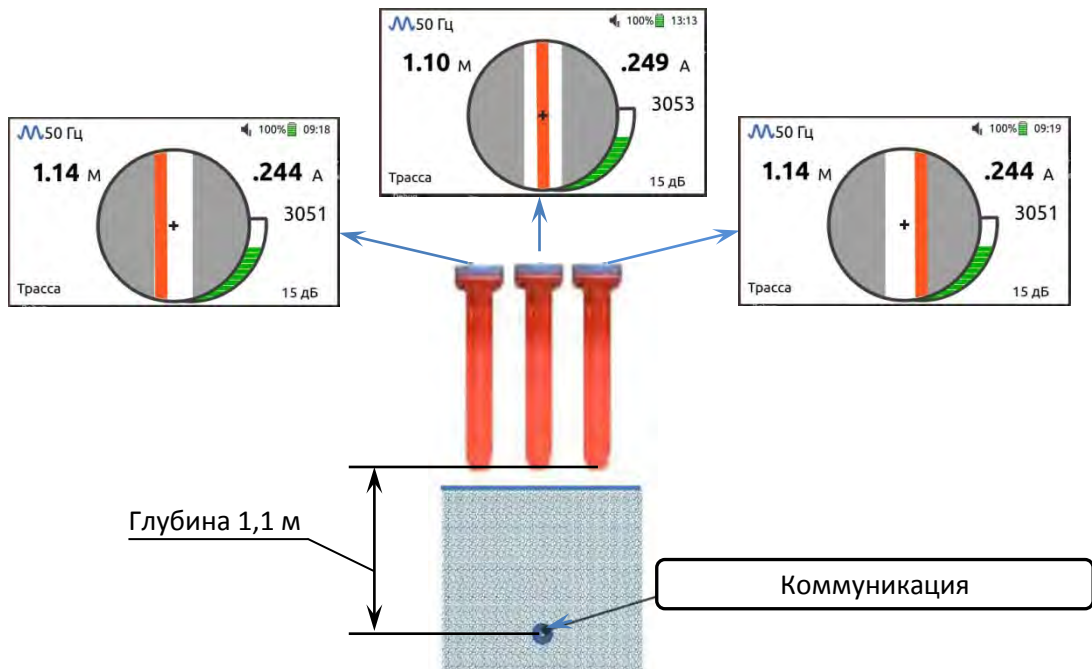 50 Гц
100% 13:13
1.10 м
.249 А
3053
Трасса
15 дБ
50 Гц
100% 09:18
1.14 м
.244 А
3051
Трасса
15 дБ
50 Гц
100% 09:19
1.14 м
.244 А
3051
Трасса
15 дБ
Глубина 1,1 м
Коммуникация